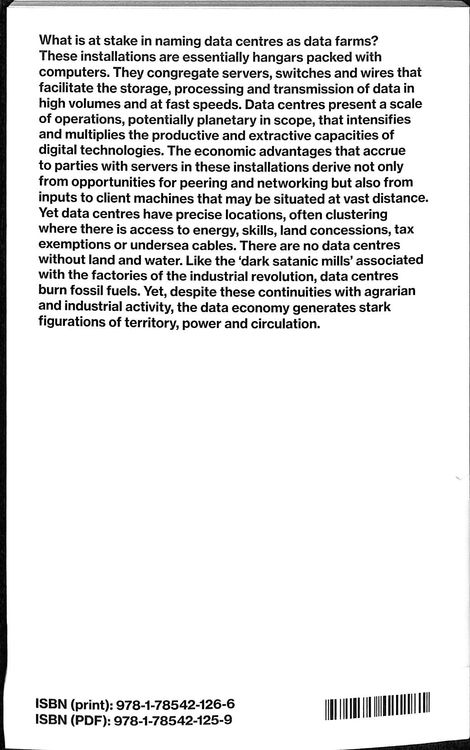 What is at stake in naming data centres as data farms?
These installations are essentially hangars packed with
computers. They congregate servers, switches and wires that
facilitate the storage, processing and transmission of data in
high volumes and at fast speeds. Data centres present a scale
of operations, potentially planetary in scope, that intensifies
and multiplies the productive and extractive capacities of
digital technologies. The economic advantages that accrue
to parties with servers in these installations derive not only
from opportunities for peering and networking but also from
inputs to client machines that may be situated at vast distance.
Yet data centres have precise locations, often clustering
where there is access to energy, skills, land concessions, tax
exemptions or undersea cables. There are no data centres
without land and water. Like the ‘dark satanic mills’ associated
with the factories of the industrial revolution, data centres
burn fossil fuels. Yet, despite these continuities with agrarian
and industrial activity, the data economy generates stark
figurations of territory, power and circulation.
ISBN (print): 978-1-78542-126-6
ISBN (PDF): 978-1-78542-125-9